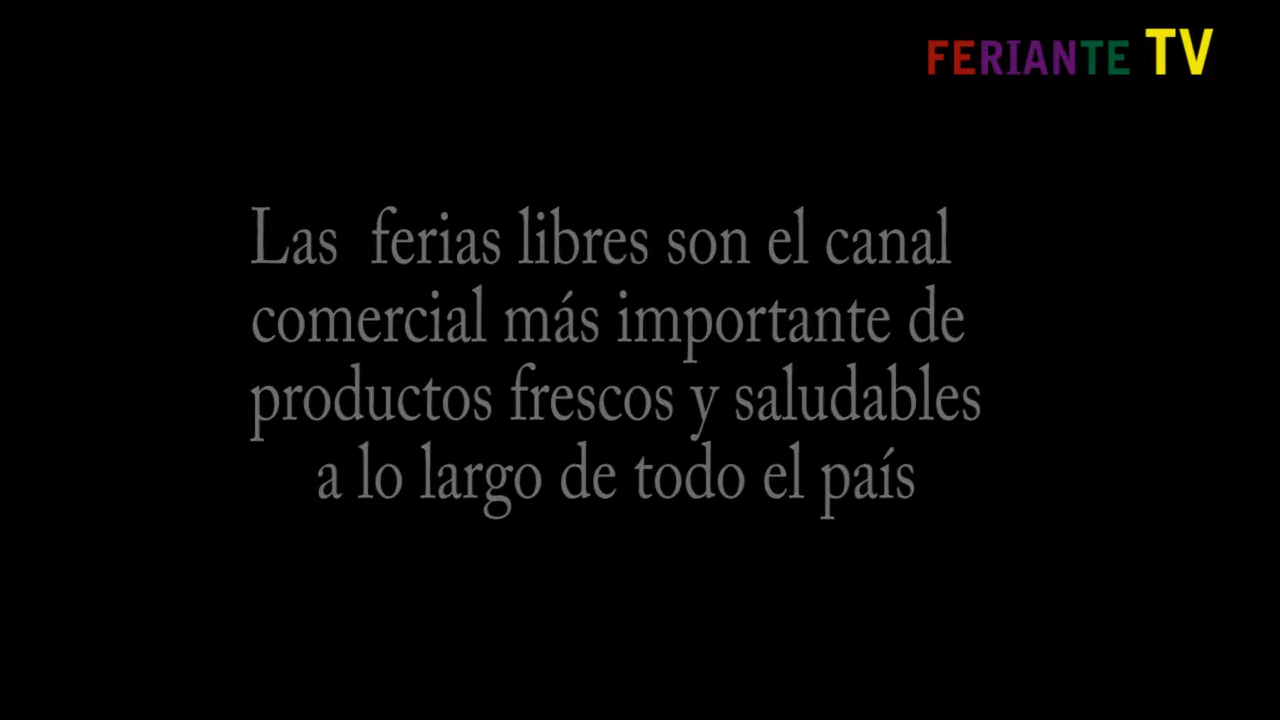 FERIANTE TV
Las ferias libres son el canal
comercial más importante de
productos frescos y saludables
a lo largo de todo el país